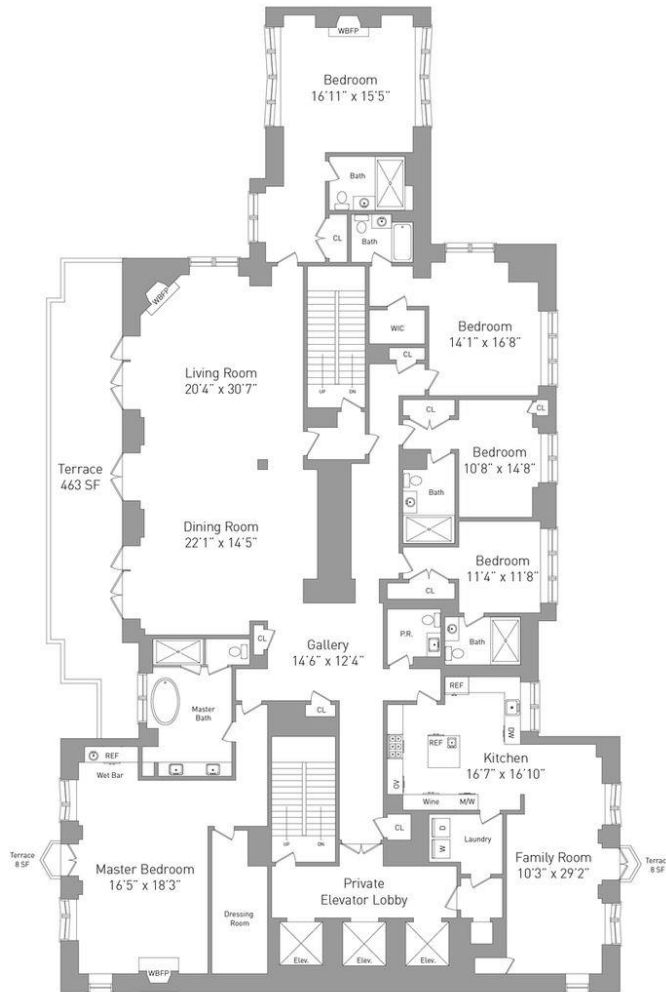 WBFP
Bedroom
16'11" x 15'5"
Bath
CL
Bath
WBFP
WIC
Bedroom
14'1" x 16'8"
Living Room
20'4" x 30'7"
CL
UP
DN
CL
CL
Bedroom
10'8" x 14'8"
Terrace
463 SF
Bath
Dining Room
22'1" x 14'5"
Bedroom
11'4" x 11'8"
CL
CL
Gallery
14'6" x 12'4"
P.R.
Bath
Master
Bath
CL
REF
DW
REF
Kitchen
16'7" x 16'10"
REF
Wet Bar
OV
Wine
M/W
CL
UP
DN
D
W
Laundry
Terrace
8 SF
Master Bedroom
16'5" x 18'3"
Family Room
10'3" x 29'2"
Terrace
8 SF
Private
Elevator Lobby
Dressing
Room
Elev.
Elev.
Elev.
WBFP